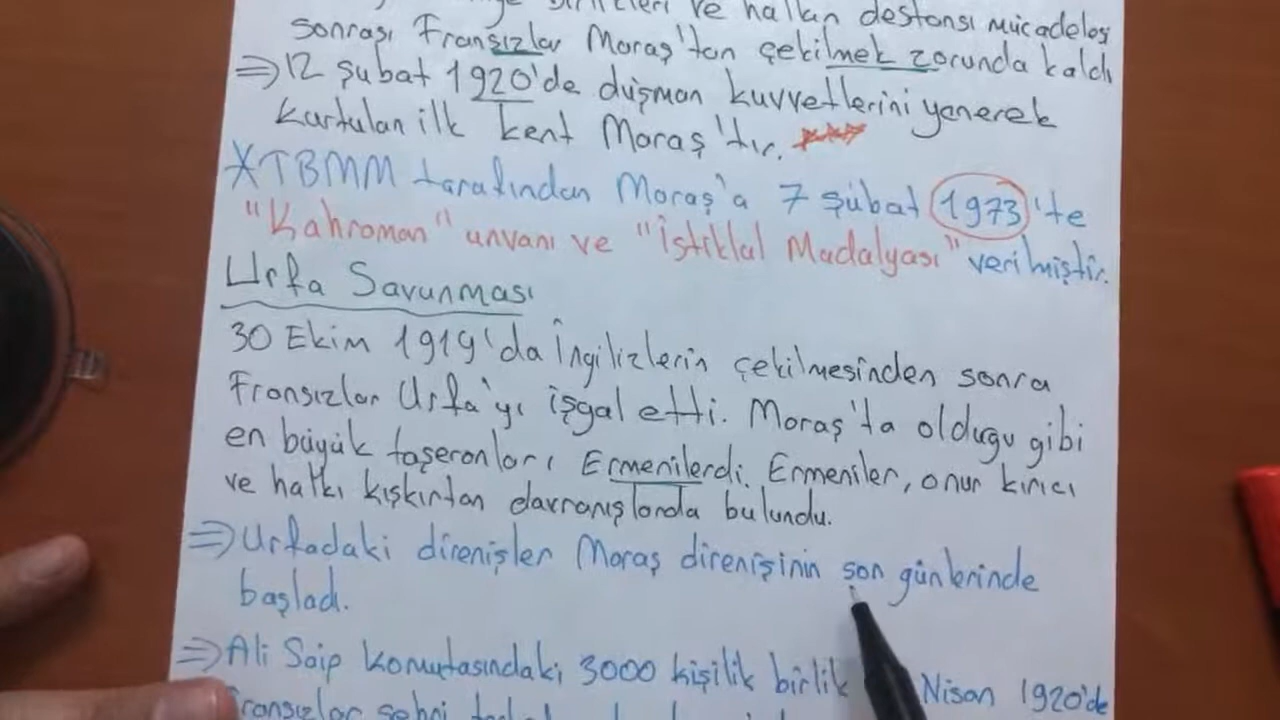 ve halkın destansı mücadelesi
sonrası Fransızlar Maraş'tan çekilmek zorunda kaldı
⇒ 12 Şubat 1920'de düşman kuvvetlerini yenerek
kurtulan ilk kent Maraş'tır. ***
* TBMM tarafından Maraş'a 7 Şubat 1973'te
"Kahraman" unvanı ve "İstiklal Madalyası" verilmiştir.
Urfa Savunması
30 Ekim 1919'da İngilizlerin çekilmesinden sonra
Fransızlar Urfa'yı işgal etti. Maraş'ta olduğu gibi
en büyük taşeronları Ermenilerdi. Ermeniler, onur kırıcı
ve halkı kışkırtan davranışlarda bulundu.
⇒ Urfadaki direnişler Maraş direnişinin son günlerinde
başladı.
⇒ Ali Saip komutasındaki 3000 kişilik birlik Nisan 1920'de